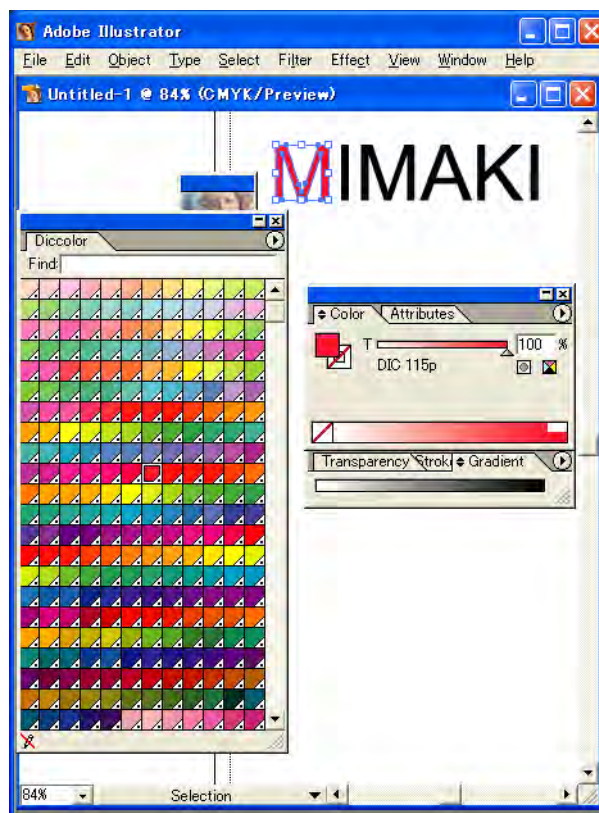 Adobe Illustrator
File Edit Object Type Select Filter Effect View Window Help
Untitled-1 @ 84% (CMYK/Preview)
MIMAKI
Diccolor
Find:
Color Attributes
T 100 %
DIC 115p
Transparency Strok Gradient
84% Selection